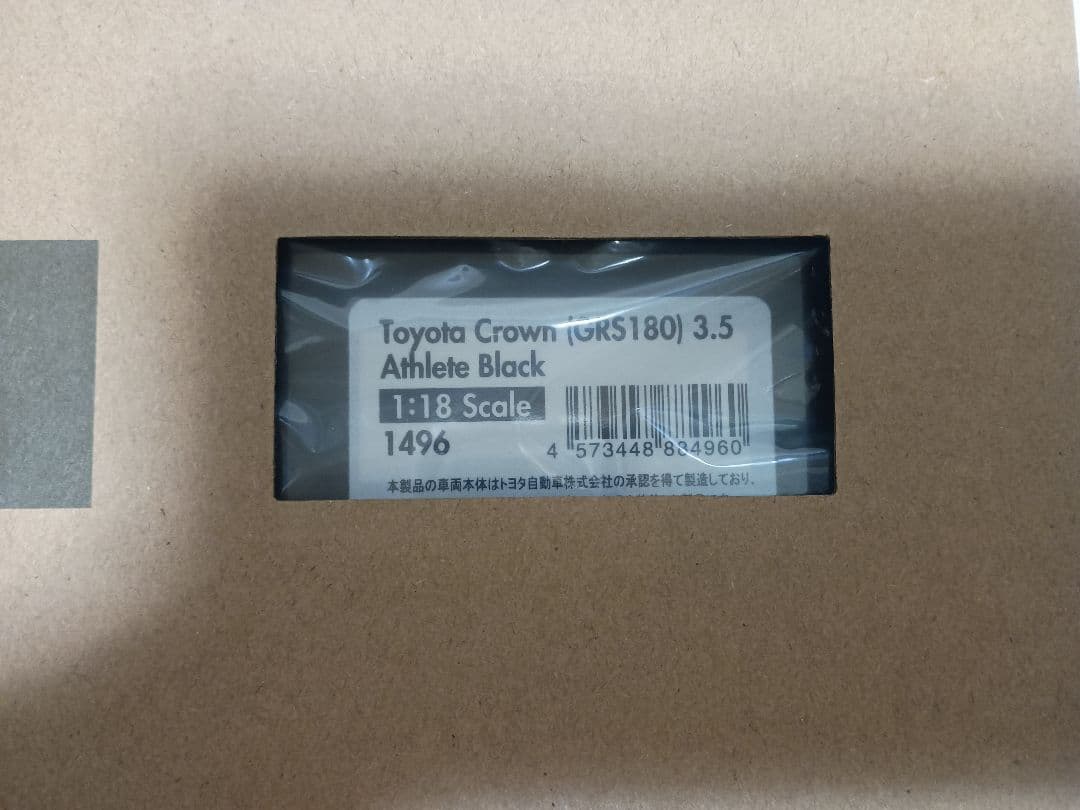 Toyota Crown (GRS180) 3.5
Athlete Black
1:18 Scale
1496
4 573448 884960
本製品の車両本体はトヨタ自動車株式会社の承認を得て製造しており、